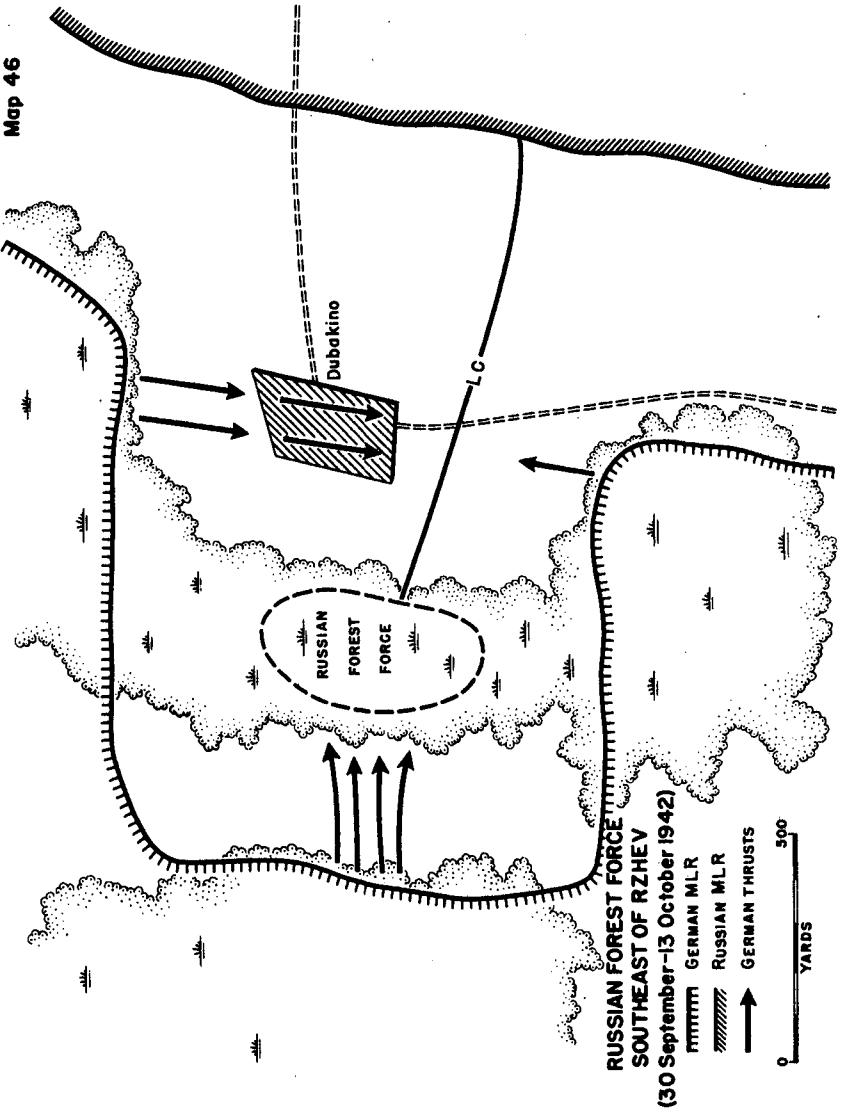 Map 46
Dubakino
LC
RUSSIAN
FOREST
FORCE
RUSSIAN FOREST FORCE
SOUTHEAST OF RZHEV
(30 September-13 October 1942)
GERMAN MLR
RUSSIAN MLR
GERMAN THRUSTS
0 500
YARDS